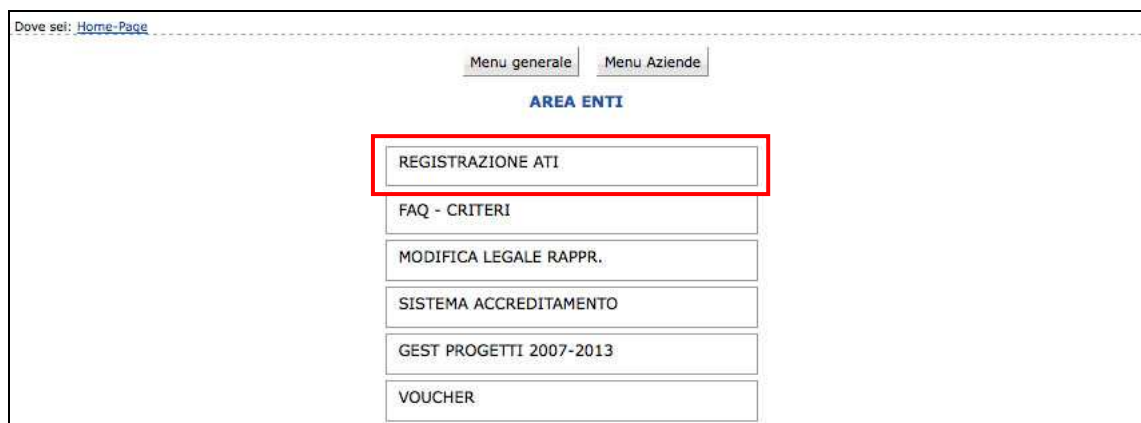 Dove sei: Home-Page
Menu generale Menu Aziende
AREA ENTI
REGISTRAZIONE ATI
FAQ - CRITERI
MODIFICA LEGALE RAPPR.
SISTEMA ACCREDITAMENTO
GEST PROGETTI 2007-2013
VOUCHER